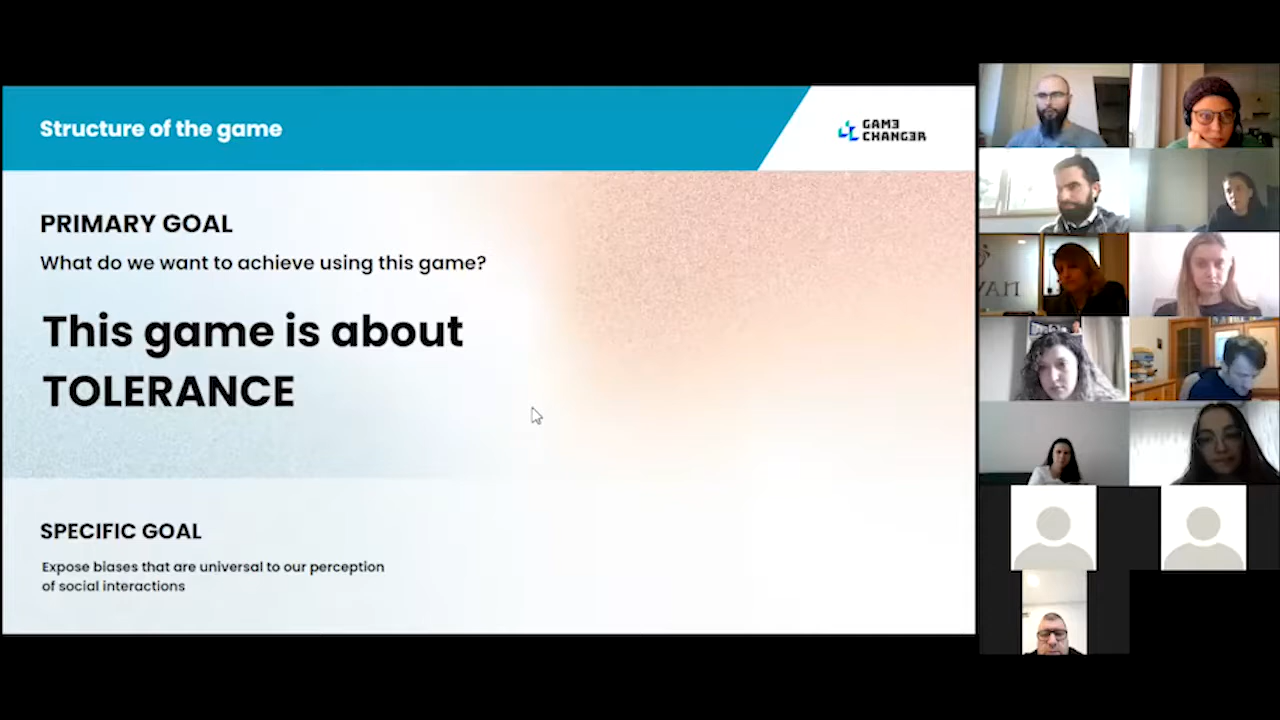 Structure of the game
GAM3
CHANG3R
PRIMARY GOAL
What do we want to achieve using this game?
This game is about
TOLERANCE
SPECIFIC GOAL
Expose biases that are universal to our perception
of social interactions